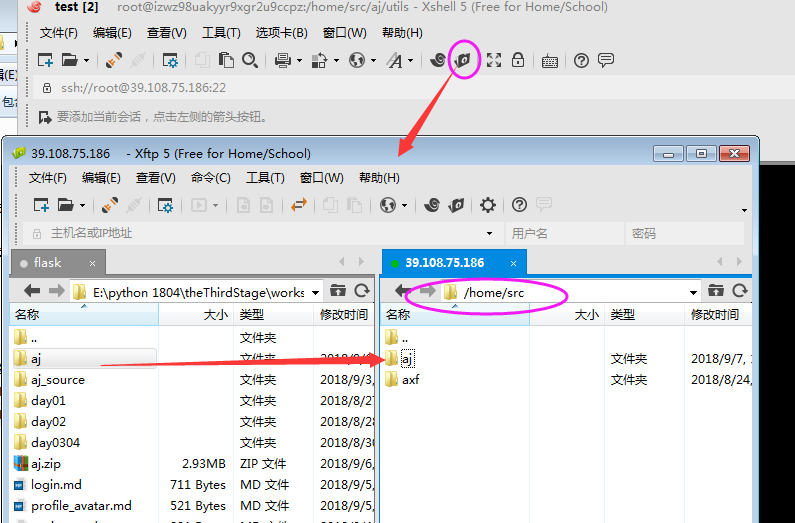 test [2] root@izwz98uakyyr9xgr2u9ccpz:/home/src/aj/utils - Xshell 5 (Free for Home/School)
文件(F) 编辑(E) 查看(V) 工具(T) 选项卡(B) 窗口(W) 帮助(H)
ssh://root@39.108.75.186:22
要添加当前会话，点击左侧的箭头按钮。
39.108.75.186 - Xftp 5 (Free for Home/School)
文件(F) 编辑(E) 查看(V) 命令(C) 工具(T) 窗口(W) 帮助(H)
主机名或IP地址 用户名 密码
flask × 39.108.75.186 ×
E:\python 1804\theThirdStage\works /home/src
名称 大小 类型 修改时间 名称 大小 类型 修改时间
.. 文件夹 .. 文件夹
aj 文件夹 aj 文件夹 2018/9/7,
aj_source 文件夹 2018/9/3, axf 文件夹 2018/8/24,
day01 文件夹 2018/8/27
day02 文件夹 2018/8/
day0304 文件夹 2018/8/30
aj.zip 2.93MB ZIP 文件 2018/9/6,
login.md 711 Bytes MD 文件 2018/9/5,
profile_avatar.md 521 Bytes MD 文件 2018/9/5,